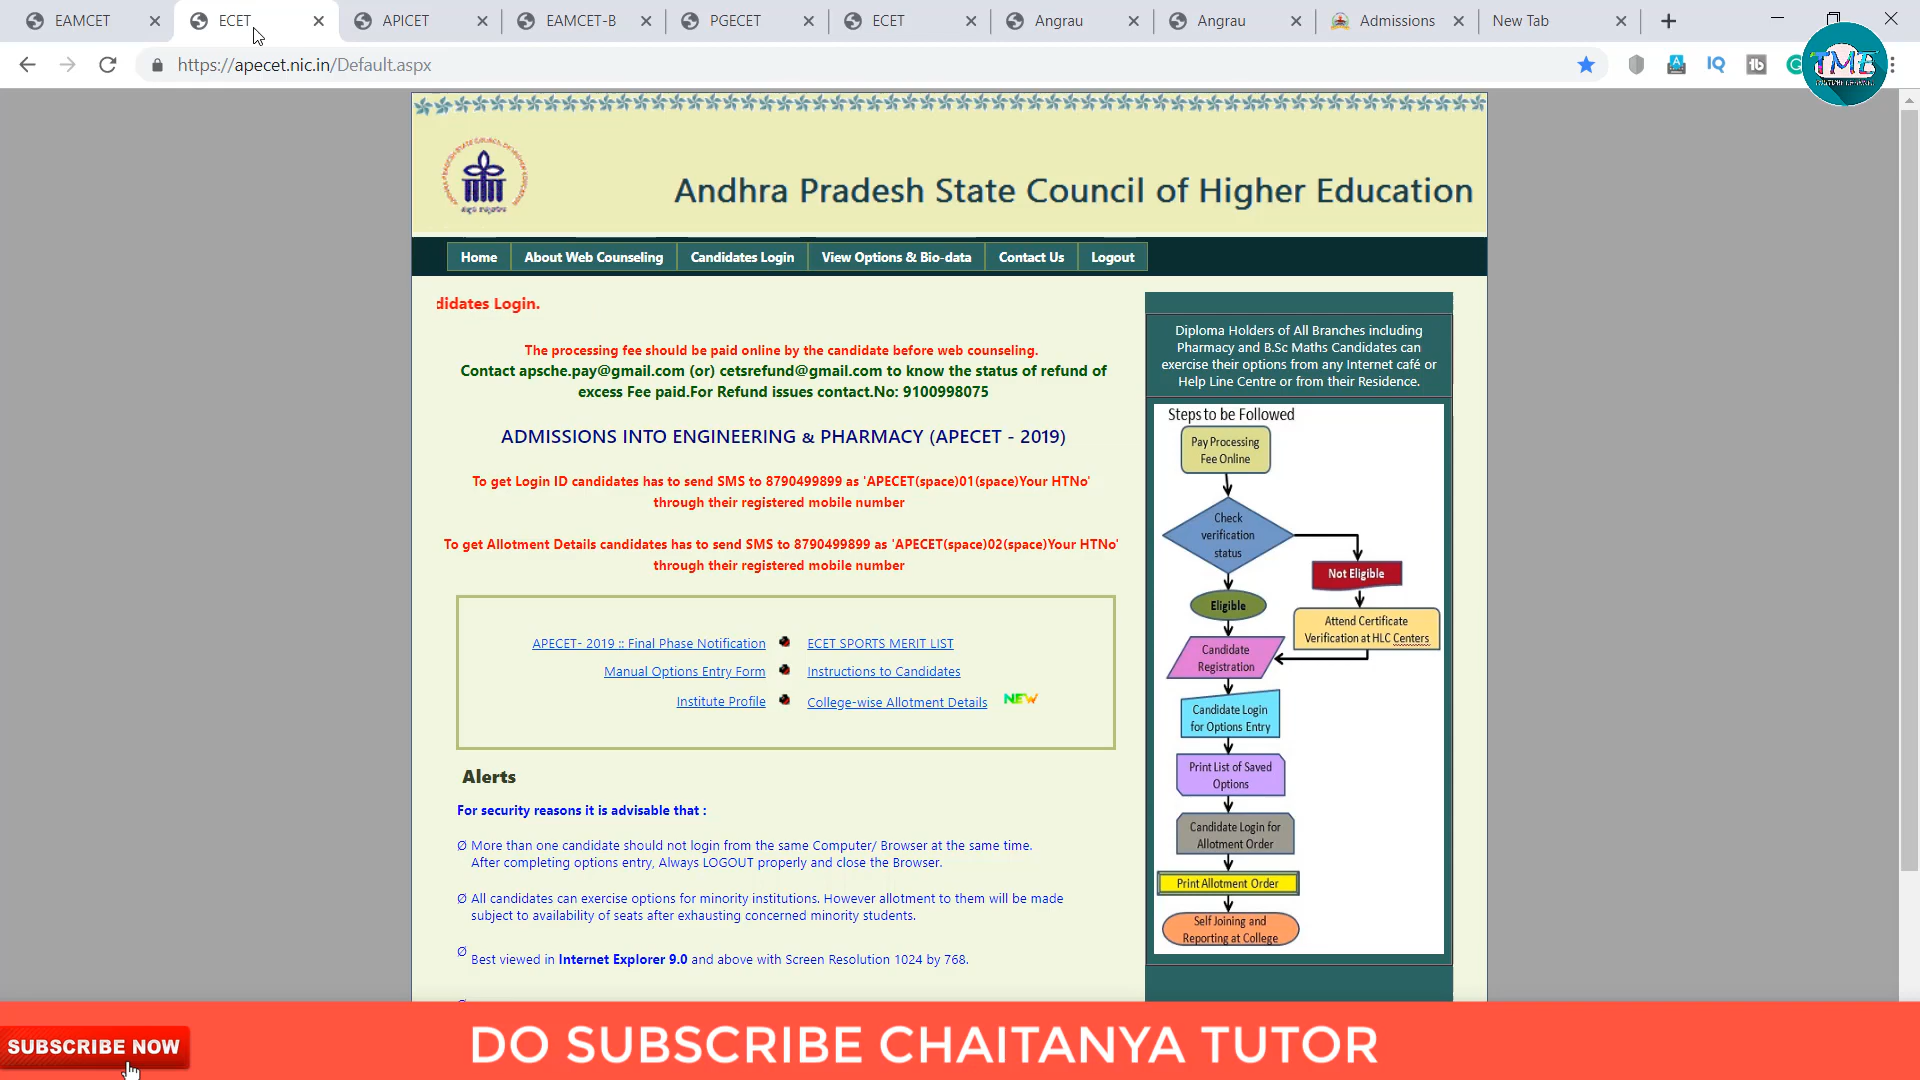 EAMCET
ECET
APICET
EAMCET-B
PGECET
ECET
Angrau
Angrau
Admissions
New Tab
https://apecet.nic.in/Default.aspx
TME
Andhra Pradesh State Council of Higher Education
Home
About Web Counseling
Candidates Login
View Options & Bio-data
Contact Us
Logout
didates Login.
The processing fee should be paid online by the candidate before web counseling.
Contact apsche.pay@gmail.com (or) cetsrefund@gmail.com to know the status of refund of
excess Fee paid.For Refund issues contact.No: 9100998075
ADMISSIONS INTO ENGINEERING & PHARMACY (APECET - 2019)
To get Login ID candidates has to send SMS to 8790499899 as 'APECET(space)01(space)Your HTNo'
through their registered mobile number
To get Allotment Details candidates has to send SMS to 8790499899 as 'APECET(space)02(space)Your HTNo'
through their registered mobile number
APECET- 2019 :: Final Phase Notification
ECET SPORTS MERIT LIST
Manual Options Entry Form
Instructions to Candidates
Institute Profile
College-wise Allotment Details
NEW
Alerts
For security reasons it is advisable that :
Ø More than one candidate should not login from the same Computer/ Browser at the same time.
After completing options entry, Always LOGOUT properly and close the Browser.
Ø All candidates can exercise options for minority institutions. However allotment to them will be made
subject to availability of seats after exhausting concerned minority students.
Ø
Best viewed in Internet Explorer 9.0 and above with Screen Resolution 1024 by 768.
Diploma Holders of All Branches including
Pharmacy and B.Sc Maths Candidates can
exercise their options from any Internet café or
Help Line Centre or from their Residence.
Steps to be Followed
Pay Processing
Fee Online
Check
verification
status
Not Eligible
Eligible
Attend Certificate
Verification at HLC Centers
Candidate
Registration
Candidate Login
for Options Entry
Print List of Saved
Options
Candidate Login for
Allotment Order
Print Allotment Order
Self Joining and
Reporting at College
SUBSCRIBE NOW
DO SUBSCRIBE CHAITANYA TUTOR